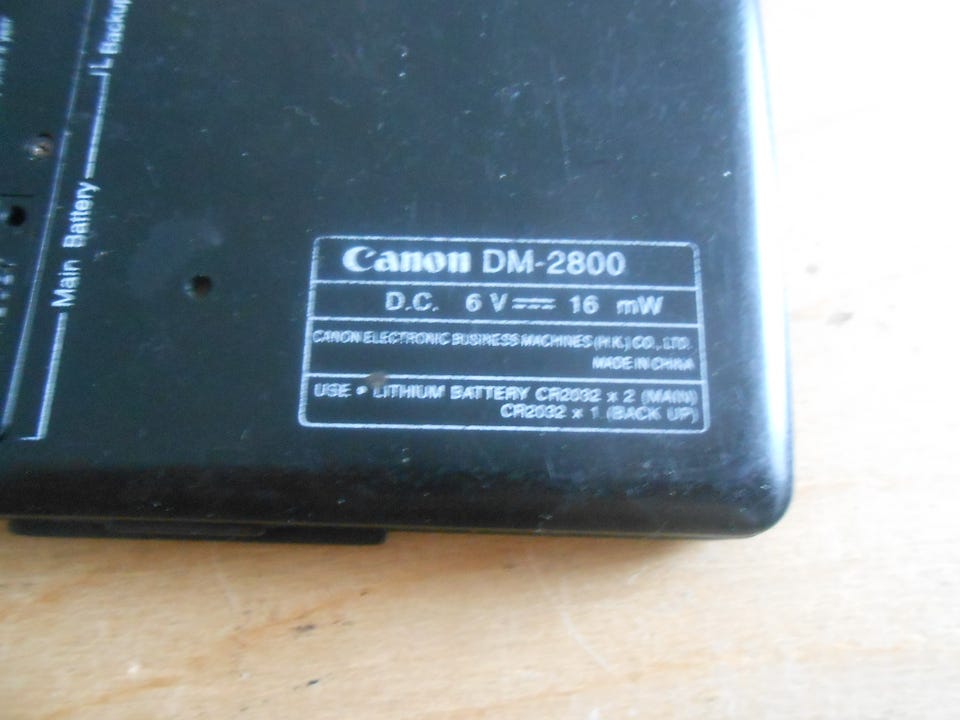 Backup
Main Battery
Canon DM-2800
D.C. 6 V 16 mW
CANON ELECTRONIC BUSINESS MACHINES (H.K.) CO., LTD.
MADE IN CHINA
USE • LITHIUM BATTERY CR2032 x 2 (MAIN)
CR2032 x 1 (BACK UP)